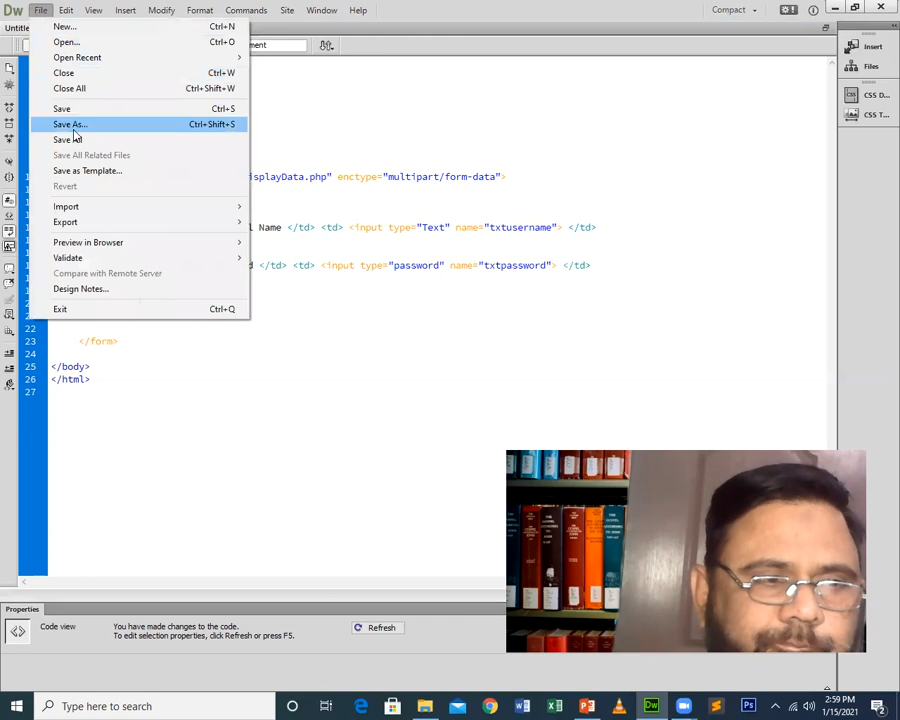 Dw File Edit View Insert Modify Format Commands Site Window Help Compact
Untitle
ment
New... Ctrl+N
Open... Ctrl+O
Open Recent
Close Ctrl+W
Close All Ctrl+Shift+W
Save Ctrl+S
Save As... Ctrl+Shift+S
Save All
Save All Related Files
Save as Template...
Revert
Import
Export
Preview in Browser
Validate
Compare with Remote Server
Design Notes...
Exit Ctrl+Q
isplayData.php" enctype="multipart/form-data">
l Name </td> <td> <input type="Text" name="txtusername"> </td>
d </td> <td> <input type="password" name="txtpassword"> </td>
22
23 </form>
24
25 </body>
26 </html>
27
Insert
Files
CSS D...
CSS T...
Properties
Code view
You have made changes to the code.
To edit selection properties, click Refresh or press F5.
Refresh
Type here to search
Dw
Ps
2:59 PM
1/15/2021
2